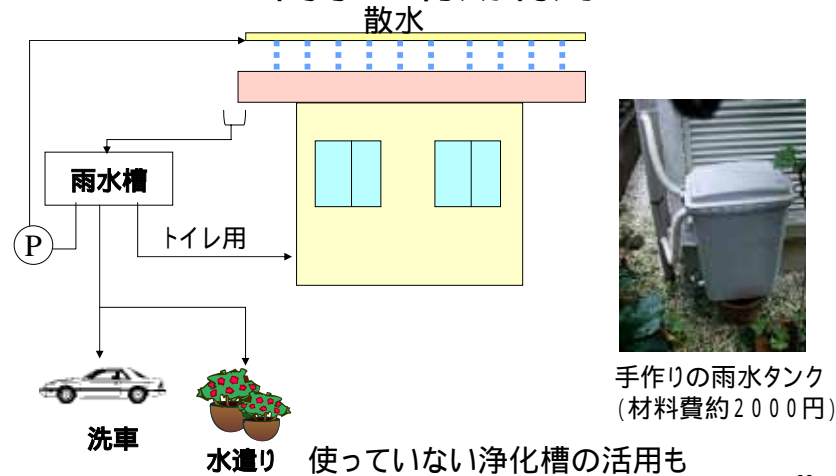 散水
雨水槽
P
トイレ用
手作りの雨水タンク
(材料費約2000円)
洗車
水遣り
使っていない浄化槽の活用も